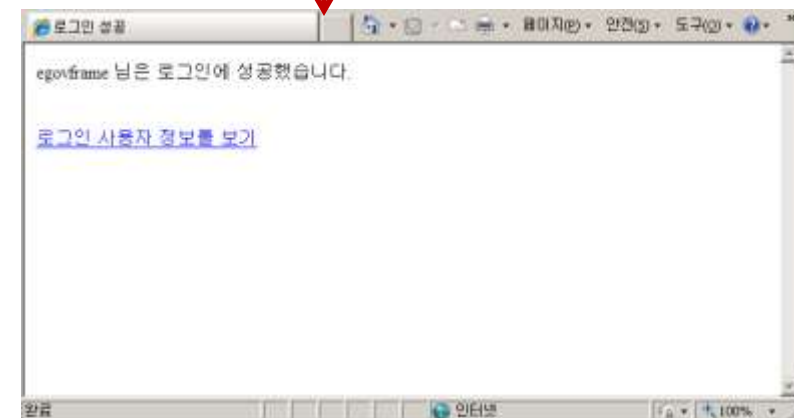 로그인 성공
페이지(P) 안전(S) 도구(O)
egovframe 님은 로그인에 성공했습니다.
로그인 사용자 정보를 보기
완료
인터넷
100%